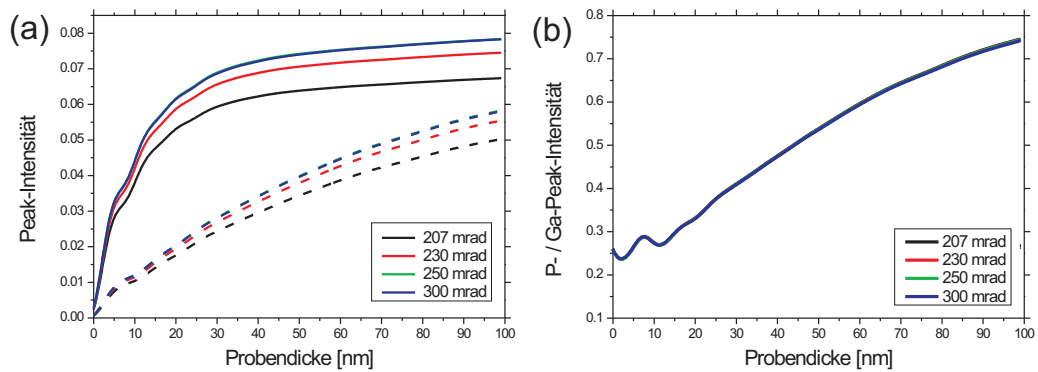 (a)
Peak-Intensität
0.08
0.07
0.06
0.05
0.04
0.03
0.02
0.01
0.00
0 10 20 30 40 50 60 70 80 90 100
Probendicke [nm]
207 mrad
230 mrad
250 mrad
300 mrad
(b)
P- / Ga-Peak-Intensität
0.8
0.7
0.6
0.5
0.4
0.3
0.2
0.1
0 10 20 30 40 50 60 70 80 90 100
Probendicke [nm]
207 mrad
230 mrad
250 mrad
300 mrad